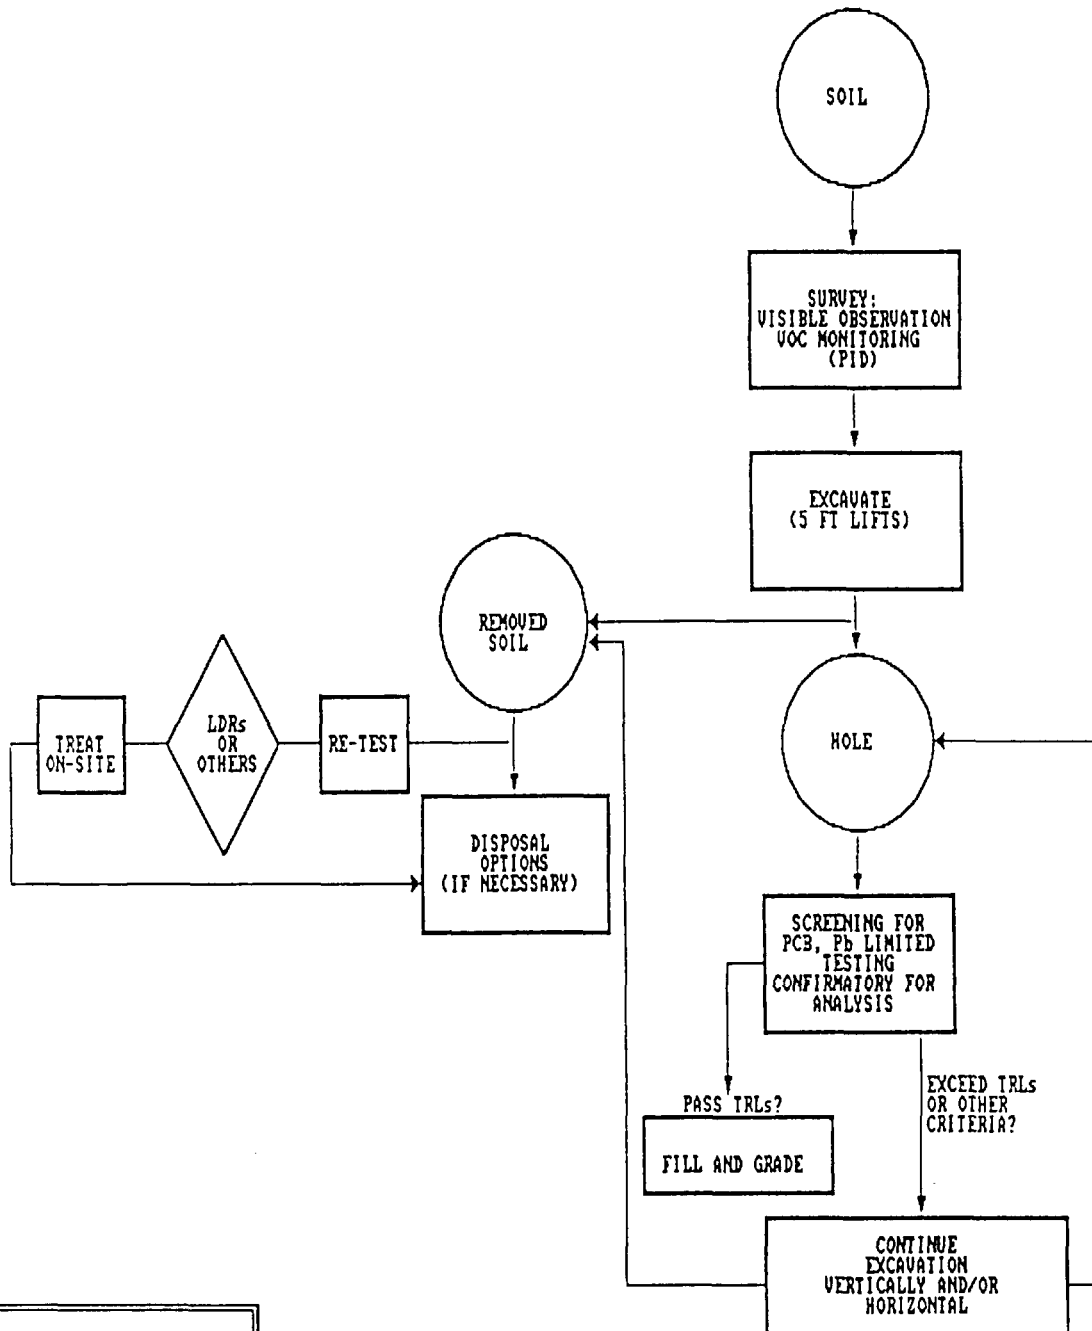 SOIL
SURVEY:
VISIBLE OBSERVATION
VOC MONITORING
(PID)
EXCAVATE
(5 FT LIFTS)
REMOVED
SOIL
LDRs
OR
OTHERS
TREAT
ON-SITE
RE-TEST
HOLE
DISPOSAL
OPTIONS
(IF NECESSARY)
SCREENING FOR
PCB, Pb LIMITED
TESTING
CONFIRMATORY FOR
ANALYSIS
EXCEED TRLs
OR OTHER
CRITERIA?
PASS TRLs?
FILL AND GRADE
CONTINUE
EXCAVATION
VERTICALLY AND/OR
HORIZONTAL